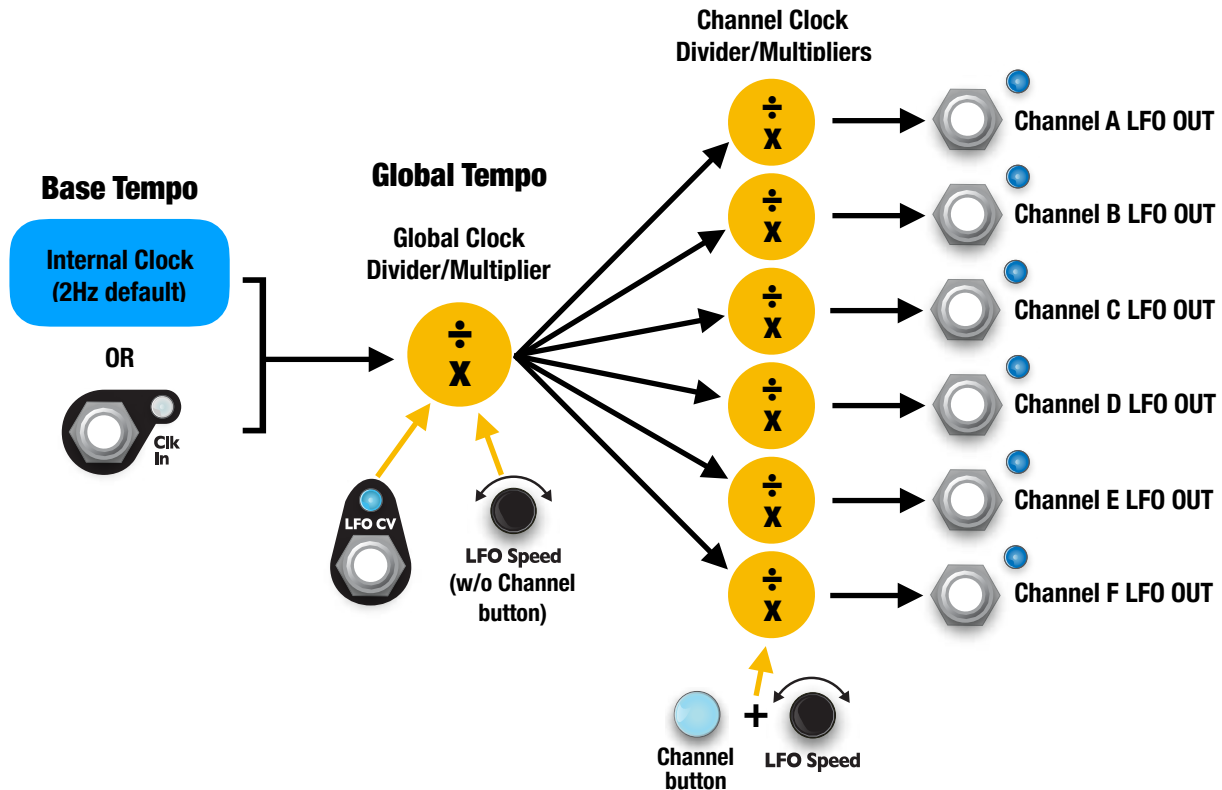 Channel Clock
Divider/Multipliers
÷
x
Channel A LFO OUT
÷
x
Channel B LFO OUT
÷
x
Channel C LFO OUT
÷
x
Channel D LFO OUT
÷
x
Channel E LFO OUT
÷
x
Channel F LFO OUT
Base Tempo
Internal Clock
(2Hz default)
OR
Clk
In
Global Tempo
Global Clock
Divider/Multiplier
÷
x
LFO CV
LFO Speed
(w/o Channel
button)
+
Channel
button
LFO Speed